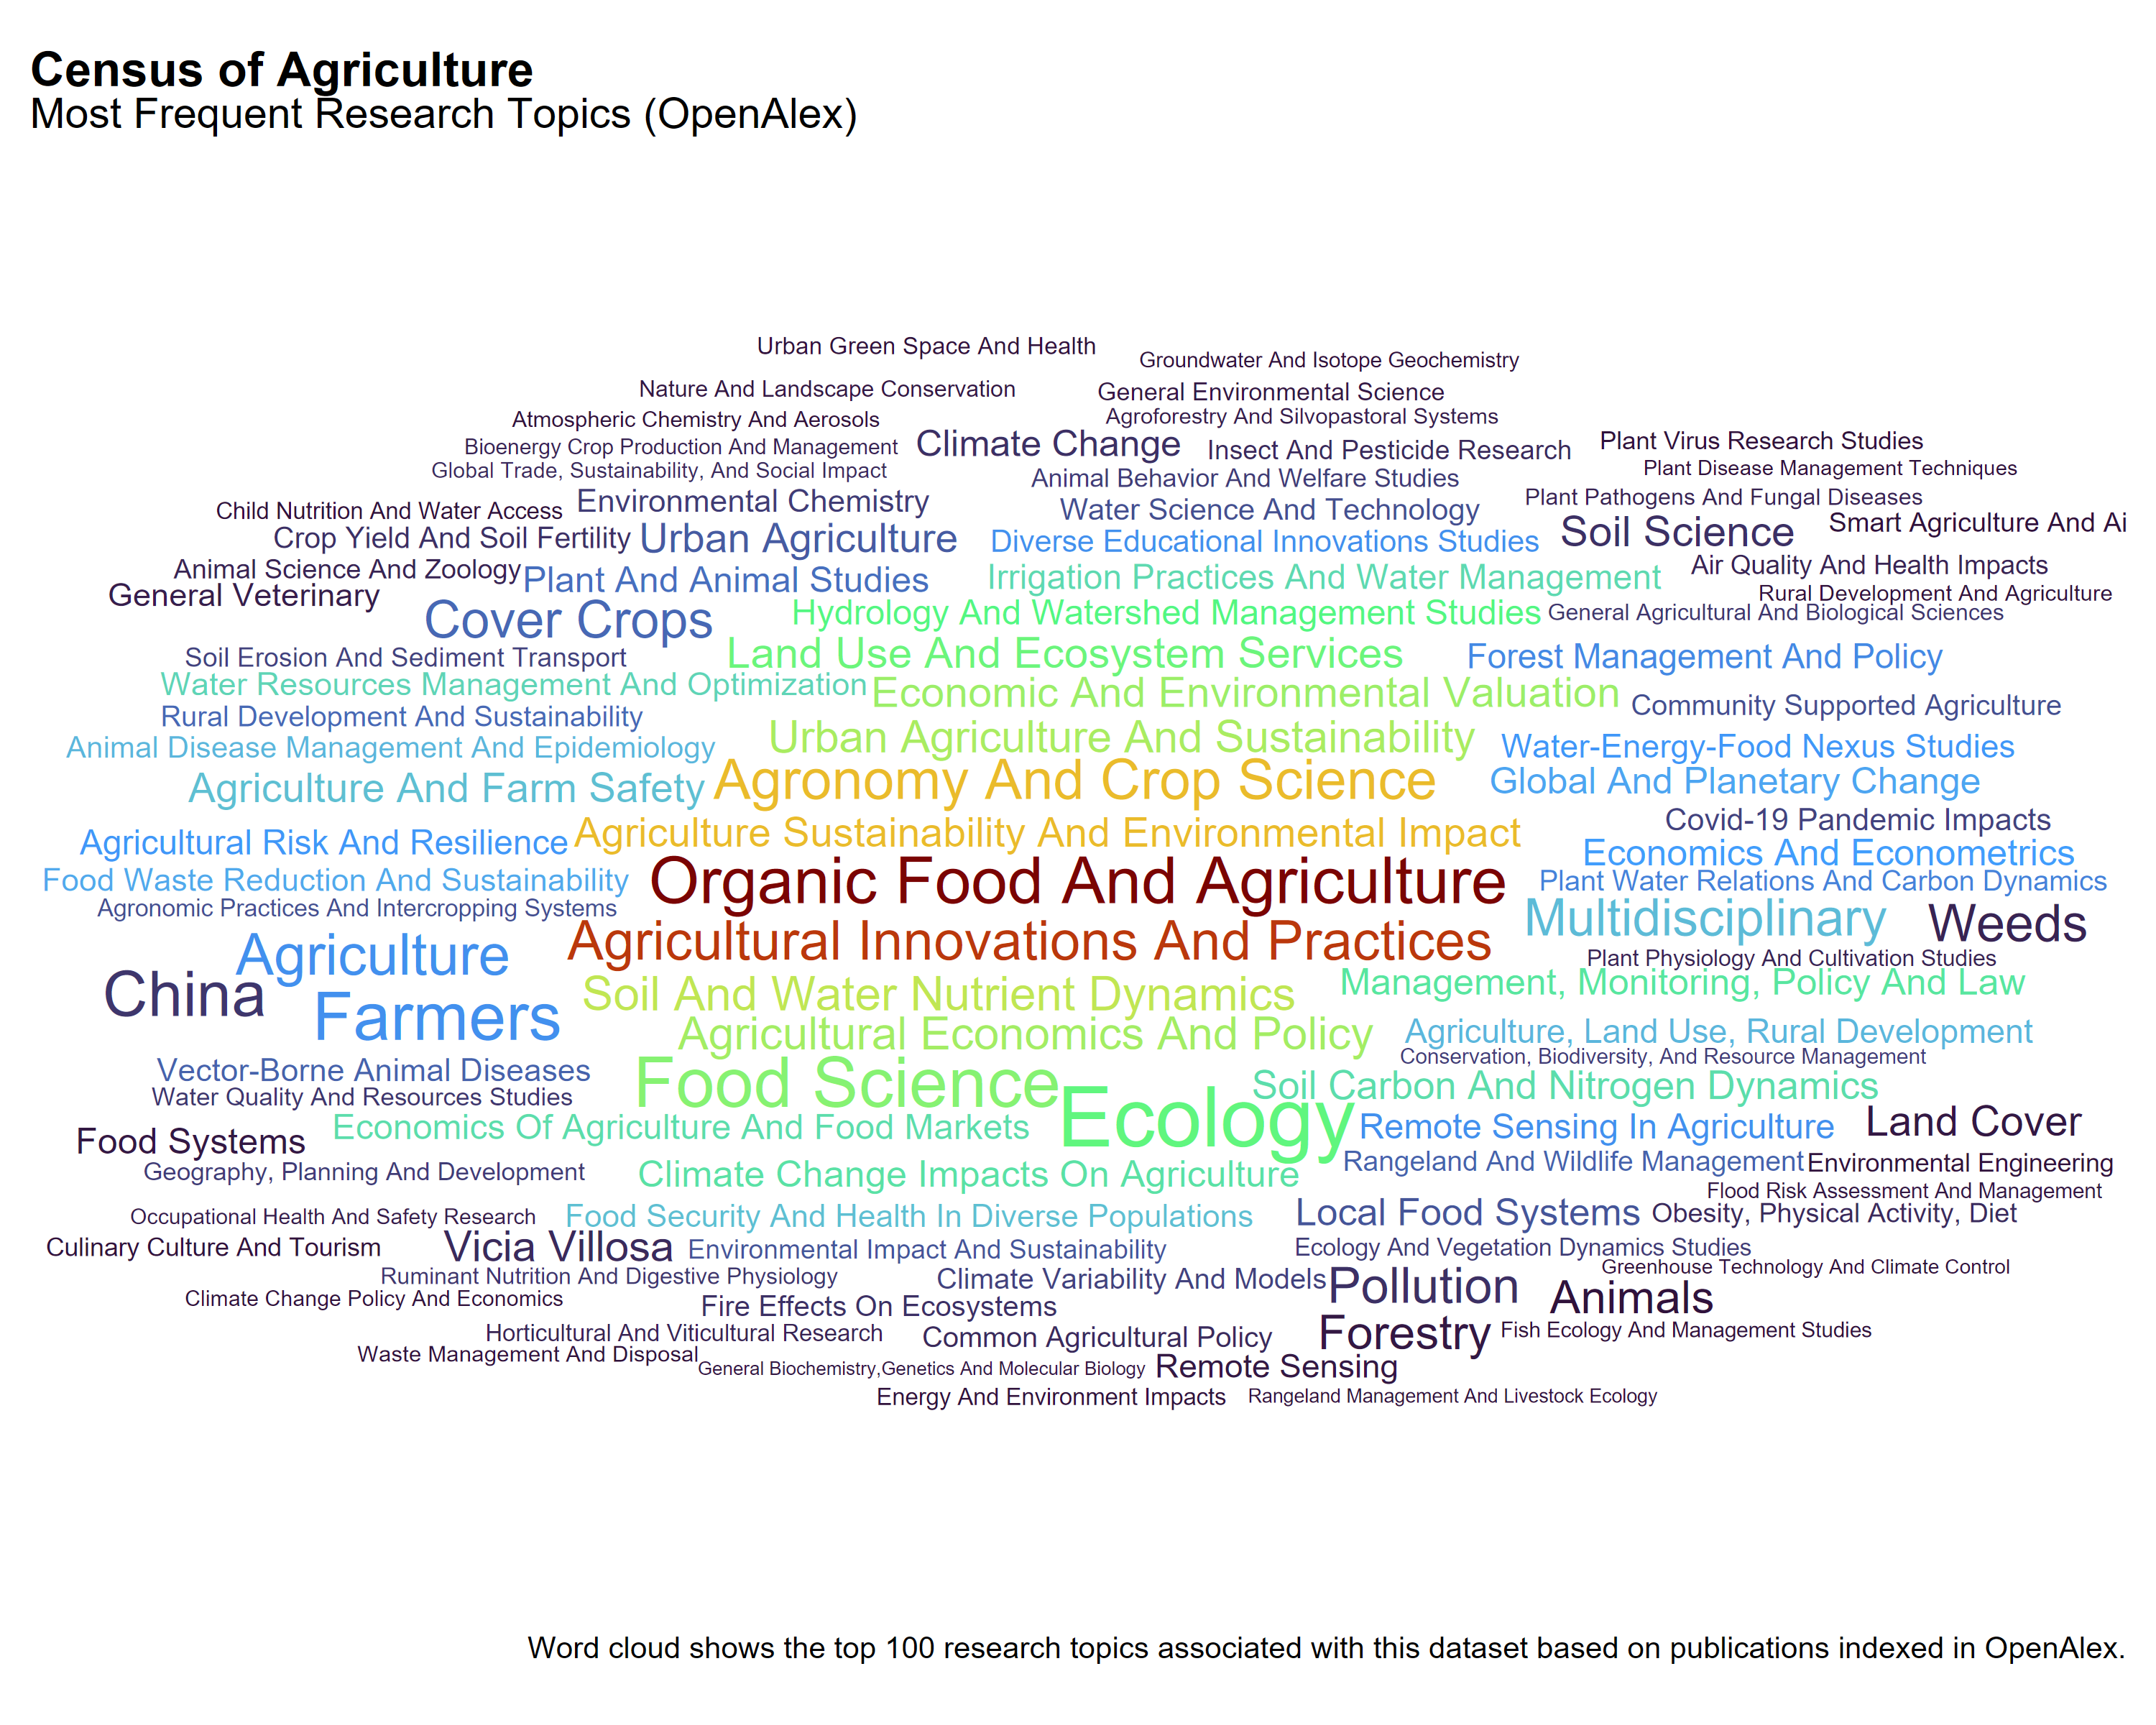 Census of Agriculture
Most Frequent Research Topics (OpenAlex)
Urban Green Space And Health
Groundwater And Isotope Geochemistry
Nature And Landscape Conservation
General Environmental Science
Atmospheric Chemistry And Aerosols
Agroforestry And Silvopastoral Systems
Bioenergy Crop Production And Management
Climate Change
Insect And Pesticide Research
Plant Virus Research Studies
Global Trade, Sustainability, And Social Impact
Animal Behavior And Welfare Studies
Plant Disease Management Techniques
Child Nutrition And Water Access
Environmental Chemistry
Water Science And Technology
Plant Pathogens And Fungal Diseases
Crop Yield And Soil Fertility
Urban Agriculture
Diverse Educational Innovations Studies
Soil Science
Smart Agriculture And Ai
Animal Science And Zoology
Plant And Animal Studies
Irrigation Practices And Water Management
Air Quality And Health Impacts
General Veterinary
Rural Development And Agriculture
Cover Crops
Hydrology And Watershed Management Studies
General Agricultural And Biological Sciences
Soil Erosion And Sediment Transport
Land Use And Ecosystem Services
Forest Management And Policy
Water Resources Management And Optimization
Economic And Environmental Valuation
Rural Development And Sustainability
Community Supported Agriculture
Animal Disease Management And Epidemiology
Urban Agriculture And Sustainability
Water-Energy-Food Nexus Studies
Agriculture And Farm Safety
Agronomy And Crop Science
Global And Planetary Change
Agricultural Risk And Resilience
Agriculture Sustainability And Environmental Impact
Covid-19 Pandemic Impacts
Economics And Econometrics
Food Waste Reduction And Sustainability
Organic Food And Agriculture
Plant Water Relations And Carbon Dynamics
Agronomic Practices And Intercropping Systems
Multidisciplinary
Weeds
Agriculture
Agricultural Innovations And Practices
Plant Physiology And Cultivation Studies
China
Soil And Water Nutrient Dynamics
Management, Monitoring, Policy And Law
Farmers
Agricultural Economics And Policy
Agriculture, Land Use, Rural Development
Conservation, Biodiversity, And Resource Management
Vector-Borne Animal Diseases
Food Science
Soil Carbon And Nitrogen Dynamics
Water Quality And Resources Studies
Ecology
Food Systems
Economics Of Agriculture And Food Markets
Remote Sensing In Agriculture
Land Cover
Geography, Planning And Development
Climate Change Impacts On Agriculture
Rangeland And Wildlife Management
Environmental Engineering
Flood Risk Assessment And Management
Occupational Health And Safety Research
Food Security And Health In Diverse Populations
Local Food Systems
Obesity, Physical Activity, Diet
Culinary Culture And Tourism
Vicia Villosa
Environmental Impact And Sustainability
Ecology And Vegetation Dynamics Studies
Greenhouse Technology And Climate Control
Ruminant Nutrition And Digestive Physiology
Climate Variability And Models
Pollution
Animals
Climate Change Policy And Economics
Fire Effects On Ecosystems
Horticultural And Viticultural Research
Common Agricultural Policy
Forestry
Fish Ecology And Management Studies
Waste Management And Disposal
General Biochemistry,Genetics And Molecular Biology
Remote Sensing
Energy And Environment Impacts
Rangeland Management And Livestock Ecology
Word cloud shows the top 100 research topics associated with this dataset based on publications indexed in OpenAlex.